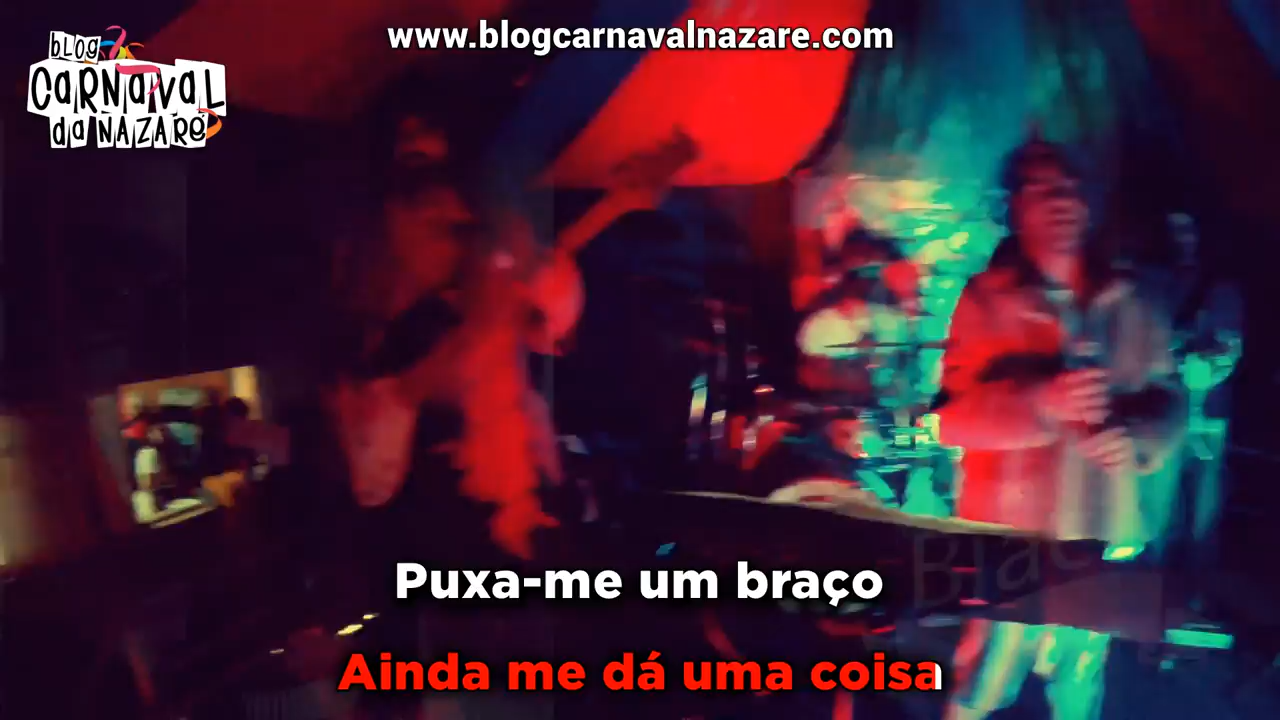 www.blogcarnavalnazare.com
BLOG
CARNAVAL
da NAZARÉ
Puxa-me um braço
Ainda me dá uma coisa